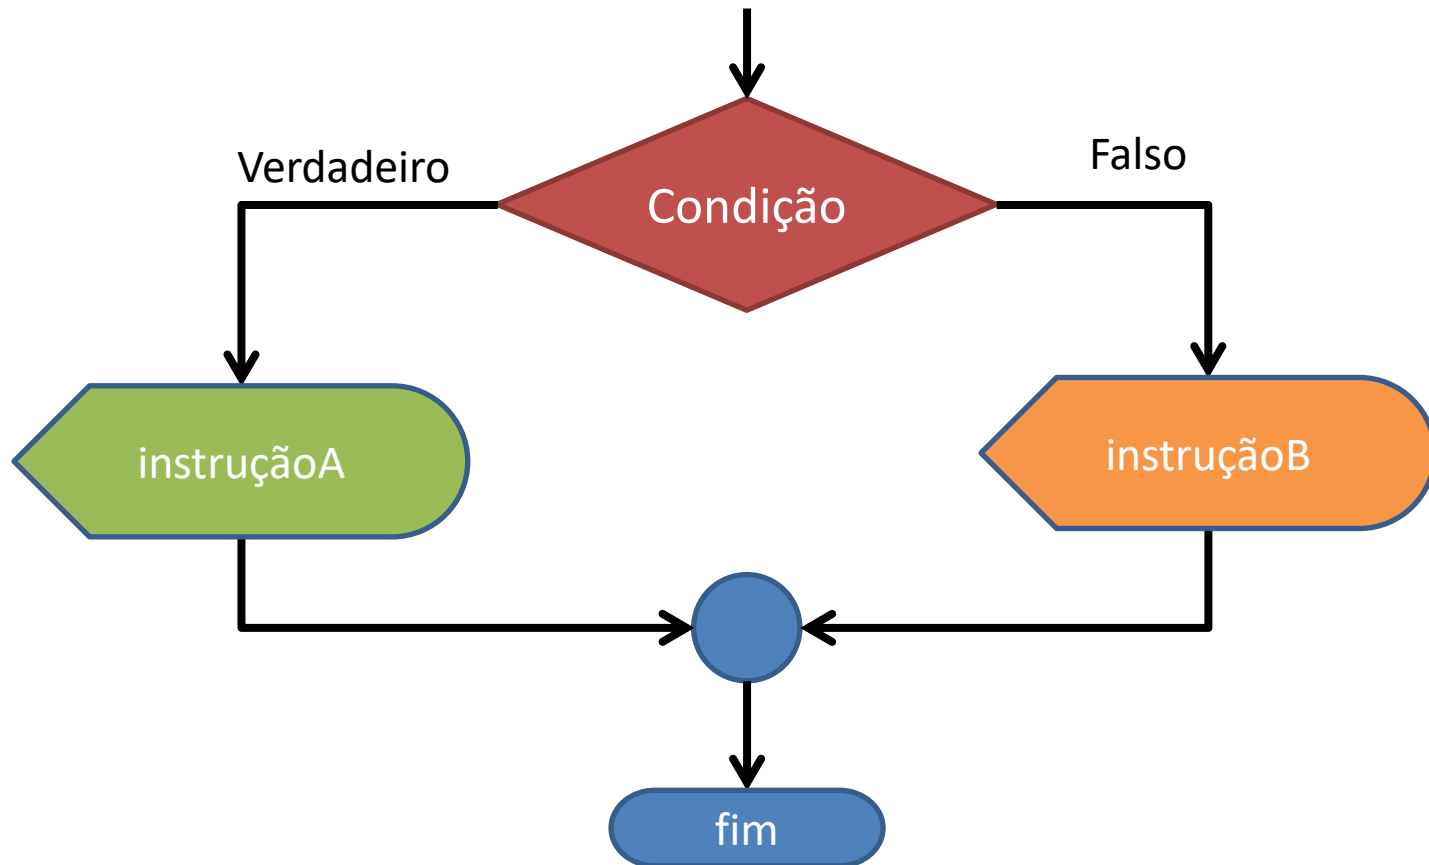 Verdadeiro
Falso
Condição
instruçãoA
instruçãoB
fim